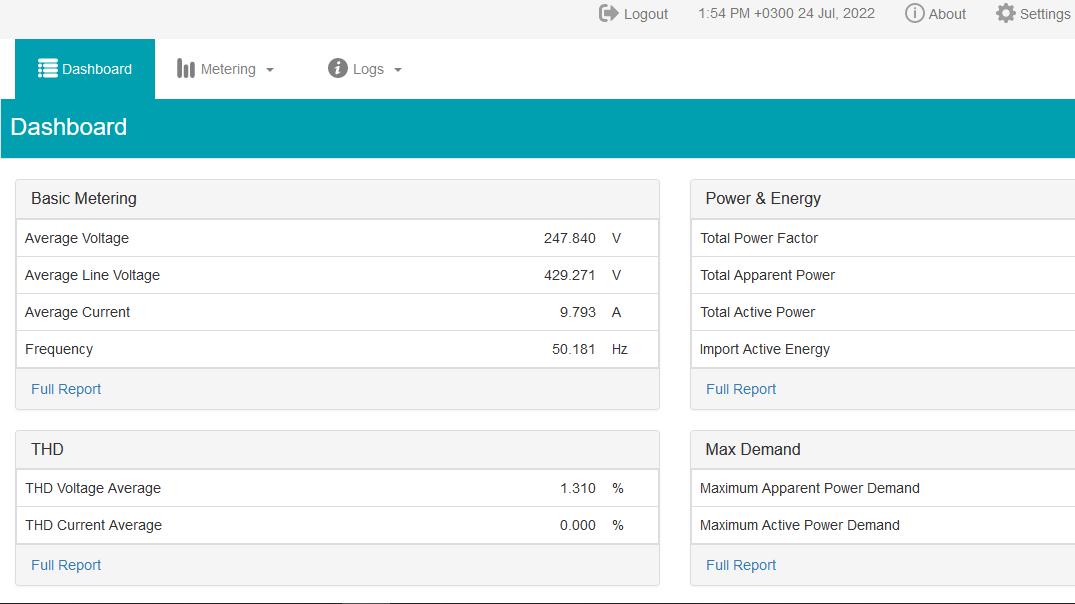 Logout 1:54 PM +0300 24 Jul, 2022 About Settings
Dashboard Metering Logs
Dashboard
Basic Metering
Average Voltage 247.840 V
Average Line Voltage 429.271 V
Average Current 9.793 A
Frequency 50.181 Hz
Full Report
Power & Energy
Total Power Factor
Total Apparent Power
Total Active Power
Import Active Energy
Full Report
THD
THD Voltage Average 1.310 %
THD Current Average 0.000 %
Full Report
Max Demand
Maximum Apparent Power Demand
Maximum Active Power Demand
Full Report